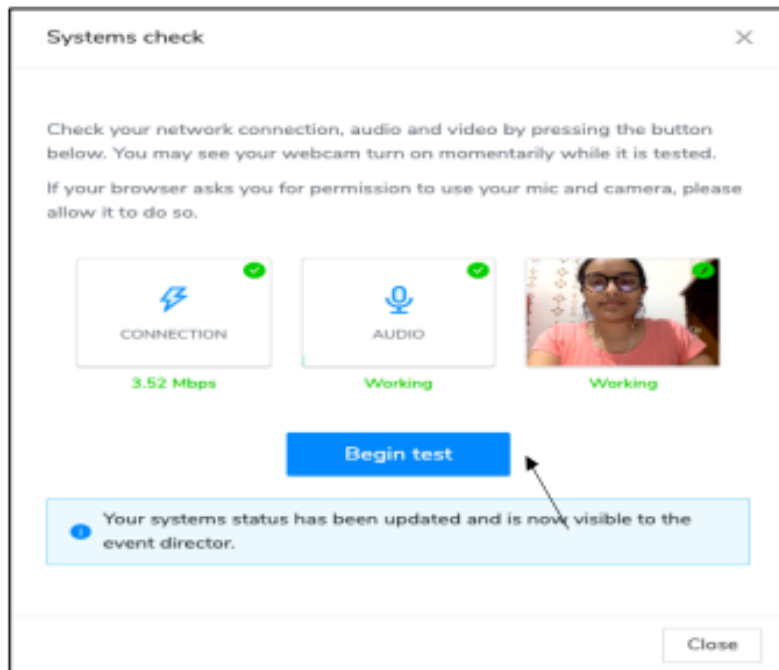 Systems check
Check your network connection, audio and video by pressing the button
below. You may see your webcam turn on momentarily while it is tested.
If your browser asks you for permission to use your mic and camera, please
allow it to do so.
CONNECTION
AUDIO
3.52 Mbps
Working
Working
Begin test
Your systems status has been updated and is now visible to the
event director.
Close